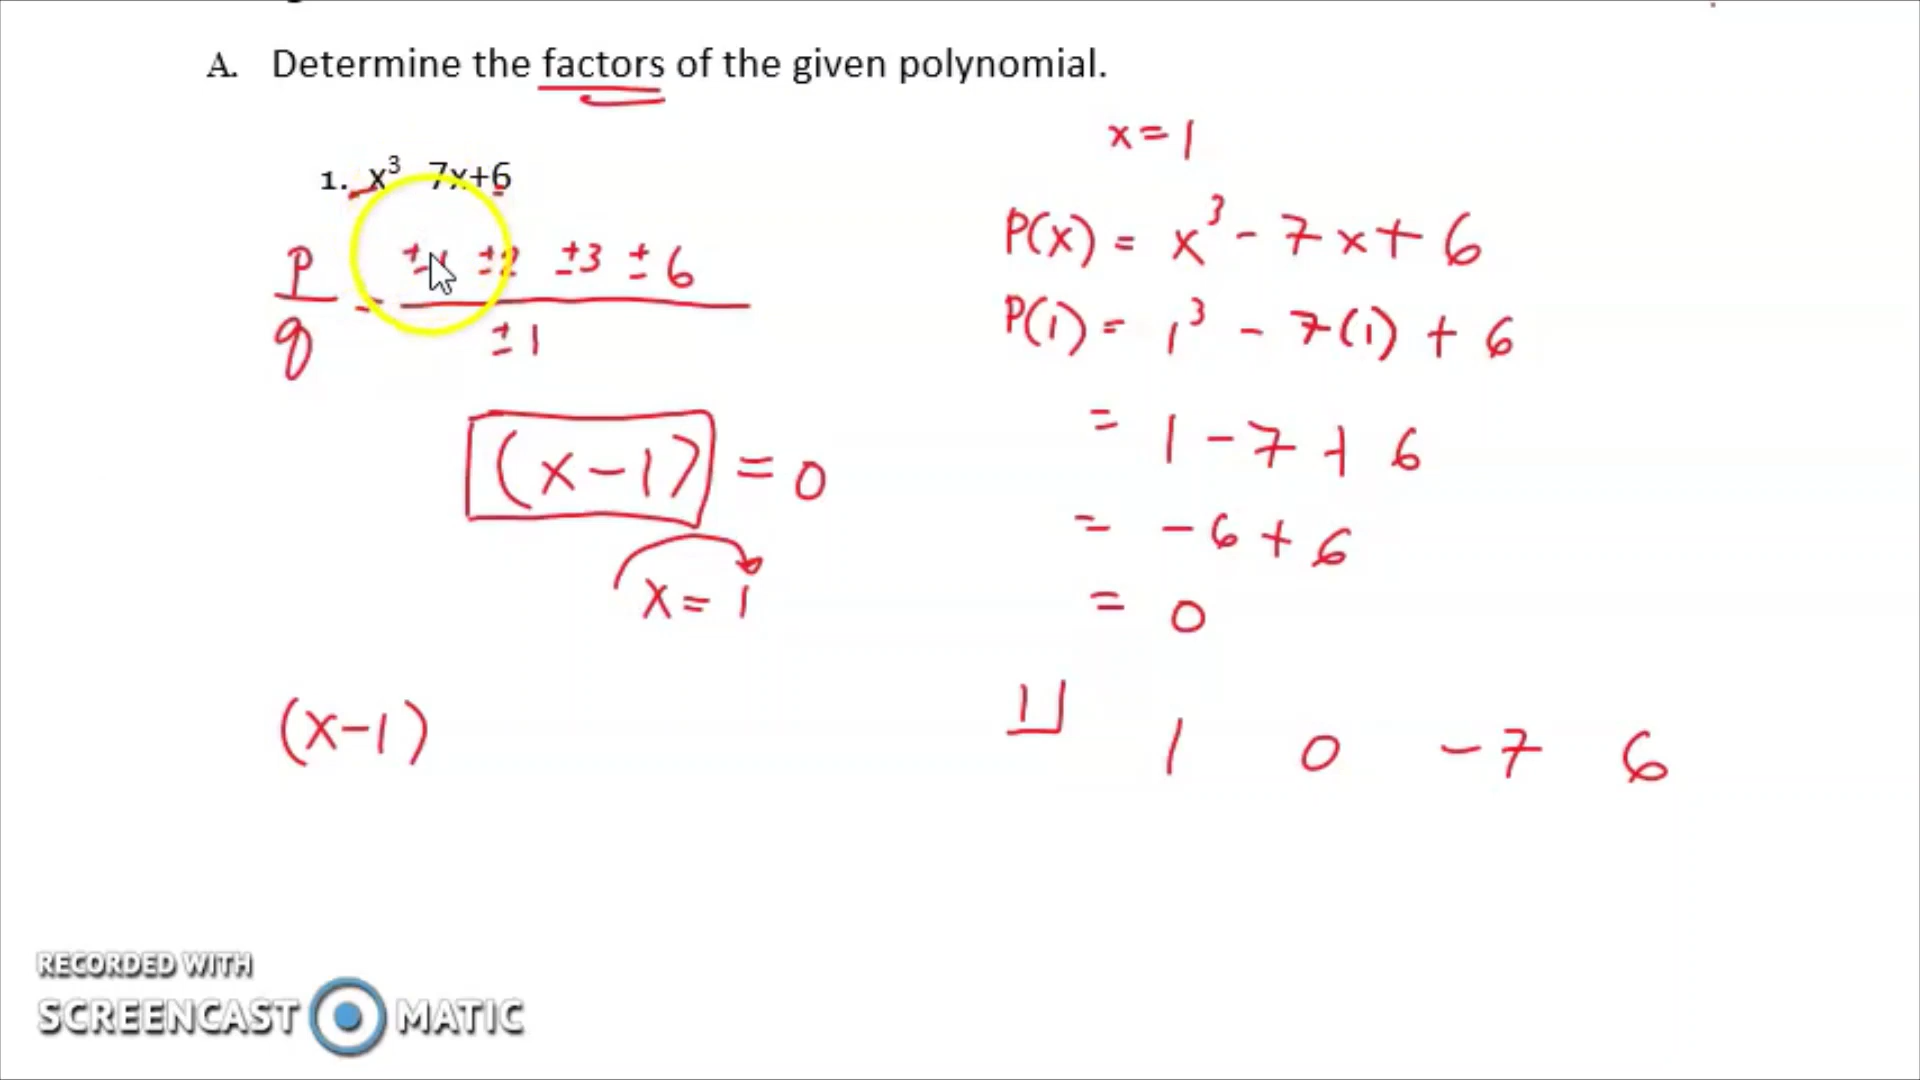 A. Determine the factors of the given polynomial.
x = 1
1. x³ 7x+6
P(x) = x³ - 7x + 6
p/q = ±1 ±2 ±3 ±6 / ±1
P(1) = 1³ - 7(1) + 6
= 1 - 7 + 6
(x-1) = 0
= -6 + 6
x = 1
= 0
(x-1)
1 1 0 -7 6
RECORDED WITH
SCREENCAST MATIC